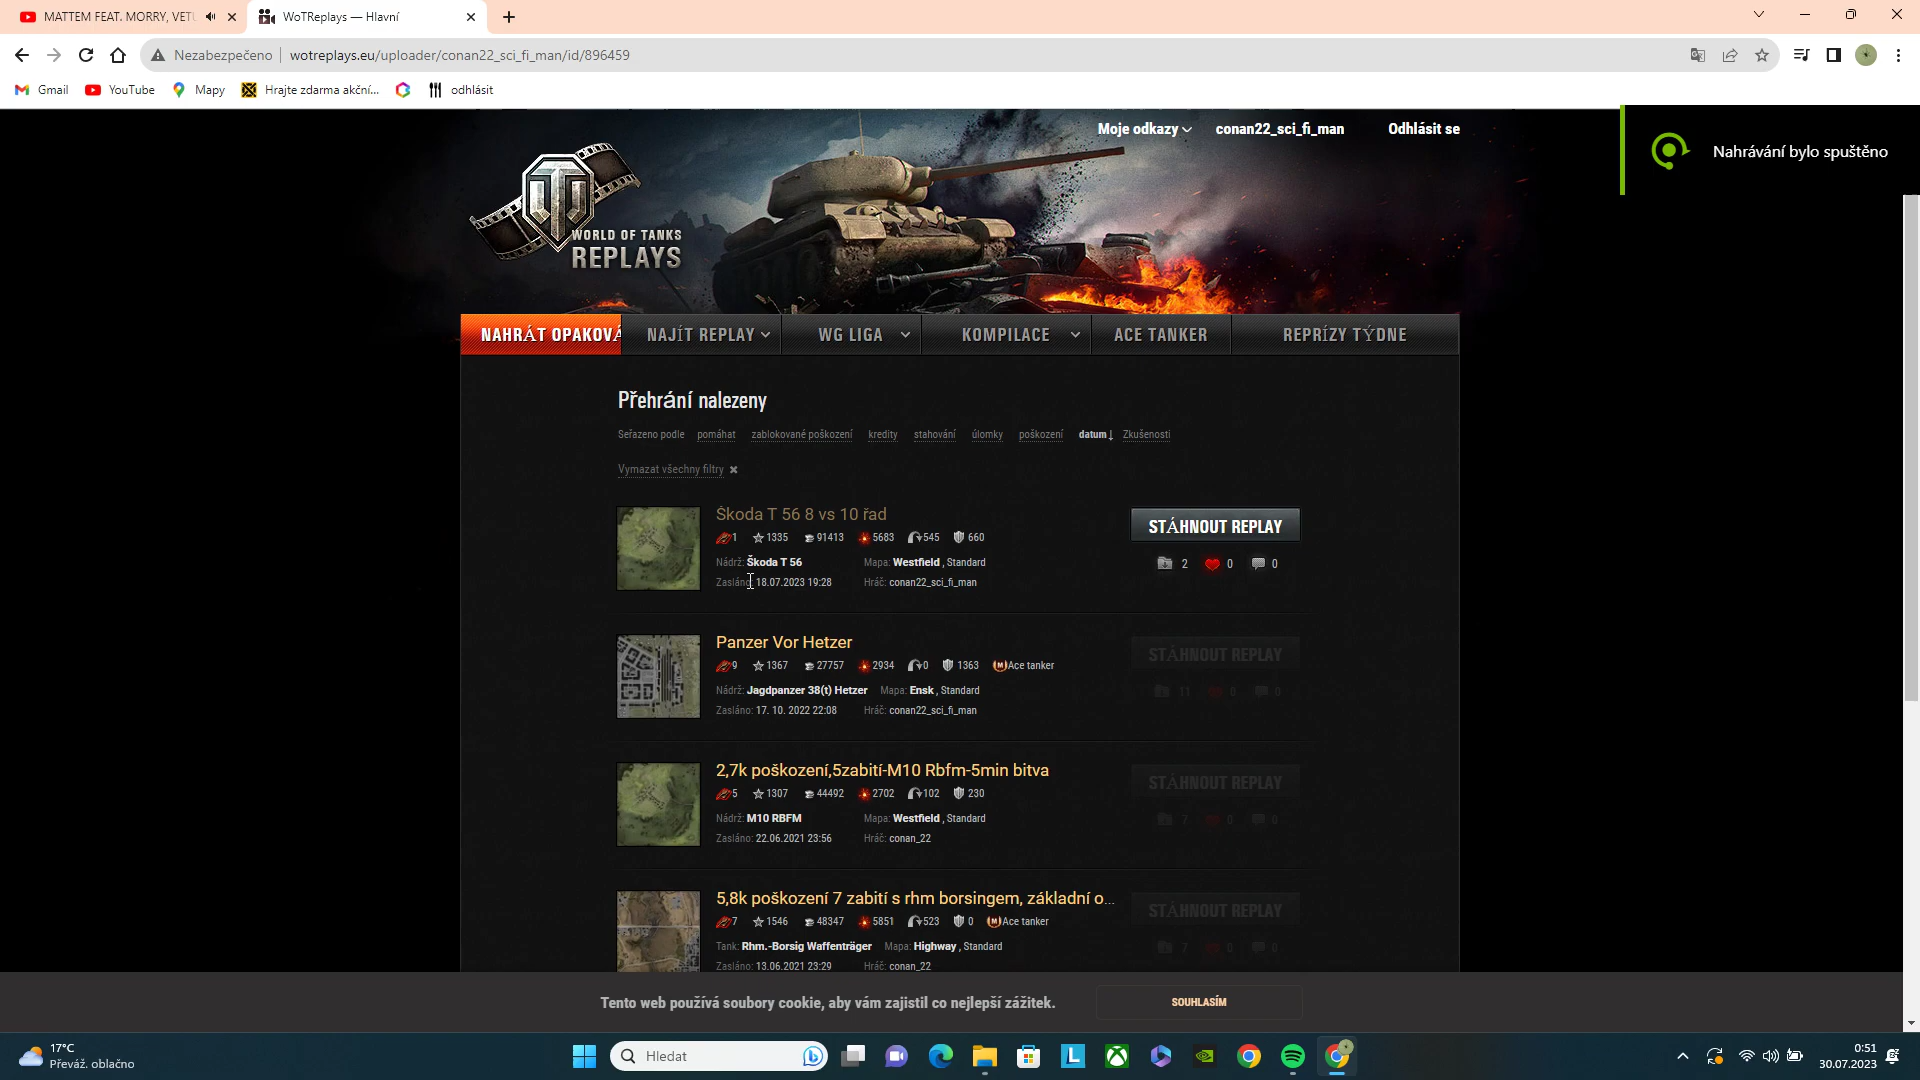 MATTEM FEAT. MORRY, VETU
WoTReplays — Hlavní
Nezabezpečeno
wotreplays.eu/uploader/conan22_sci_fi_man/id/896459
Gmail
YouTube
Mapy
Hrajte zdarma akční...
odhlásit
Moje odkazy
conan22_sci_fi_man
Odhlásit se
Nahrávání bylo spuštěno
WORLD OF TANKS
REPLAYS
NAHRÁT OPAKOVÁ
NAJÍT REPLAY
WG LIGA
KOMPILACE
ACE TANKER
REPRÍZY TÝDNE
Přehrání nalezeny
Seřazeno podle pomáhat zablokované poškození kredity stahování úlomky poškození datum↓ Zkušenosti
Vymazat všechny filtry
Škoda T 56 8 vs 10 řad
STÁHNOUT REPLAY
1 1335 91413 5683 545 660
Nádrž: Škoda T 56 Mapa: Westfield , Standard
2 0 0
Zasláno: 18.07.2023 19:28 Hráč: conan22_sci_fi_man
Panzer Vor Hetzer
STÁHNOUT REPLAY
9 1367 27757 2934 0 1363 Ace tanker
Nádrž: Jagdpanzer 38(t) Hetzer Mapa: Ensk , Standard
11 0 0
Zasláno: 17. 10. 2022 22:08 Hráč: conan22_sci_fi_man
2,7k poškození,5zabití-M10 Rbfm-5min bitva
STÁHNOUT REPLAY
5 1307 44492 2702 102 230
Nádrž: M10 RBFM Mapa: Westfield , Standard
7 0 0
Zasláno: 22.06.2021 23:56 Hráč: conan_22
5,8k poškození 7 zabití s rhm borsingem, základní o...
STÁHNOUT REPLAY
7 1546 48347 5851 523 0 Ace tanker
Tank: Rhm.-Borsig Waffenträger Mapa: Highway , Standard
7 0 0
Zasláno: 13.06.2021 23:29 Hráč: conan_22
Tento web používá soubory cookie, aby vám zajistil co nejlepší zážitek.
SOUHLASÍM
17°C
Převáž. oblačno
Hledat
0:51
30.07.2023